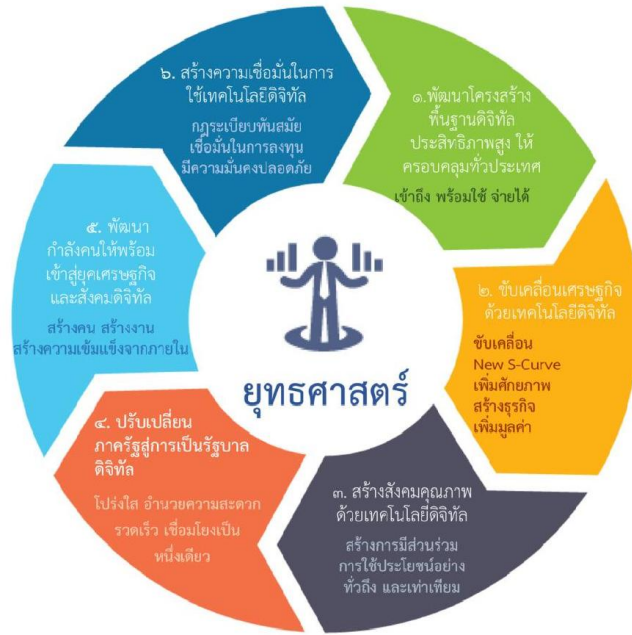 ๑.พัฒนาโครงสร้าง
พื้นฐานดิจิทัล
ประสิทธิภาพสูง ให้
ครอบคลุมทั่วประเทศ
เข้าถึง พร้อมใช้ จ่ายได้
๒. ขับเคลื่อนเศรษฐกิจ
ด้วยเทคโนโลยีดิจิทัล
ขับเคลื่อน
New S-Curve
เพิ่มศักยภาพ
สร้างธุรกิจ
เพิ่มมูลค่า
๓. สร้างสังคมคุณภาพ
ด้วยเทคโนโลยีดิจิทัล
สร้างการมีส่วนร่วม
การใช้ประโยชน์อย่าง
ทั่วถึง และเท่าเทียม
๔. ปรับเปลี่ยน
ภาครัฐสู่การเป็นรัฐบาล
ดิจิทัล
โปร่งใส อำนวยความสะดวก
รวดเร็ว เชื่อมโยงเป็น
หนึ่งเดียว
๕. พัฒนา
กำลังคนให้พร้อม
เข้าสู่ยุคเศรษฐกิจ
และสังคมดิจิทัล
สร้างคน สร้างงาน
สร้างความเข้มแข็งจากภายใน
๖. สร้างความเชื่อมั่นในการ
ใช้เทคโนโลยีดิจิทัล
กฎระเบียบทันสมัย
เชื่อมั่นในการลงทุน
มีความมั่นคงปลอดภัย
ยุทธศาสตร์